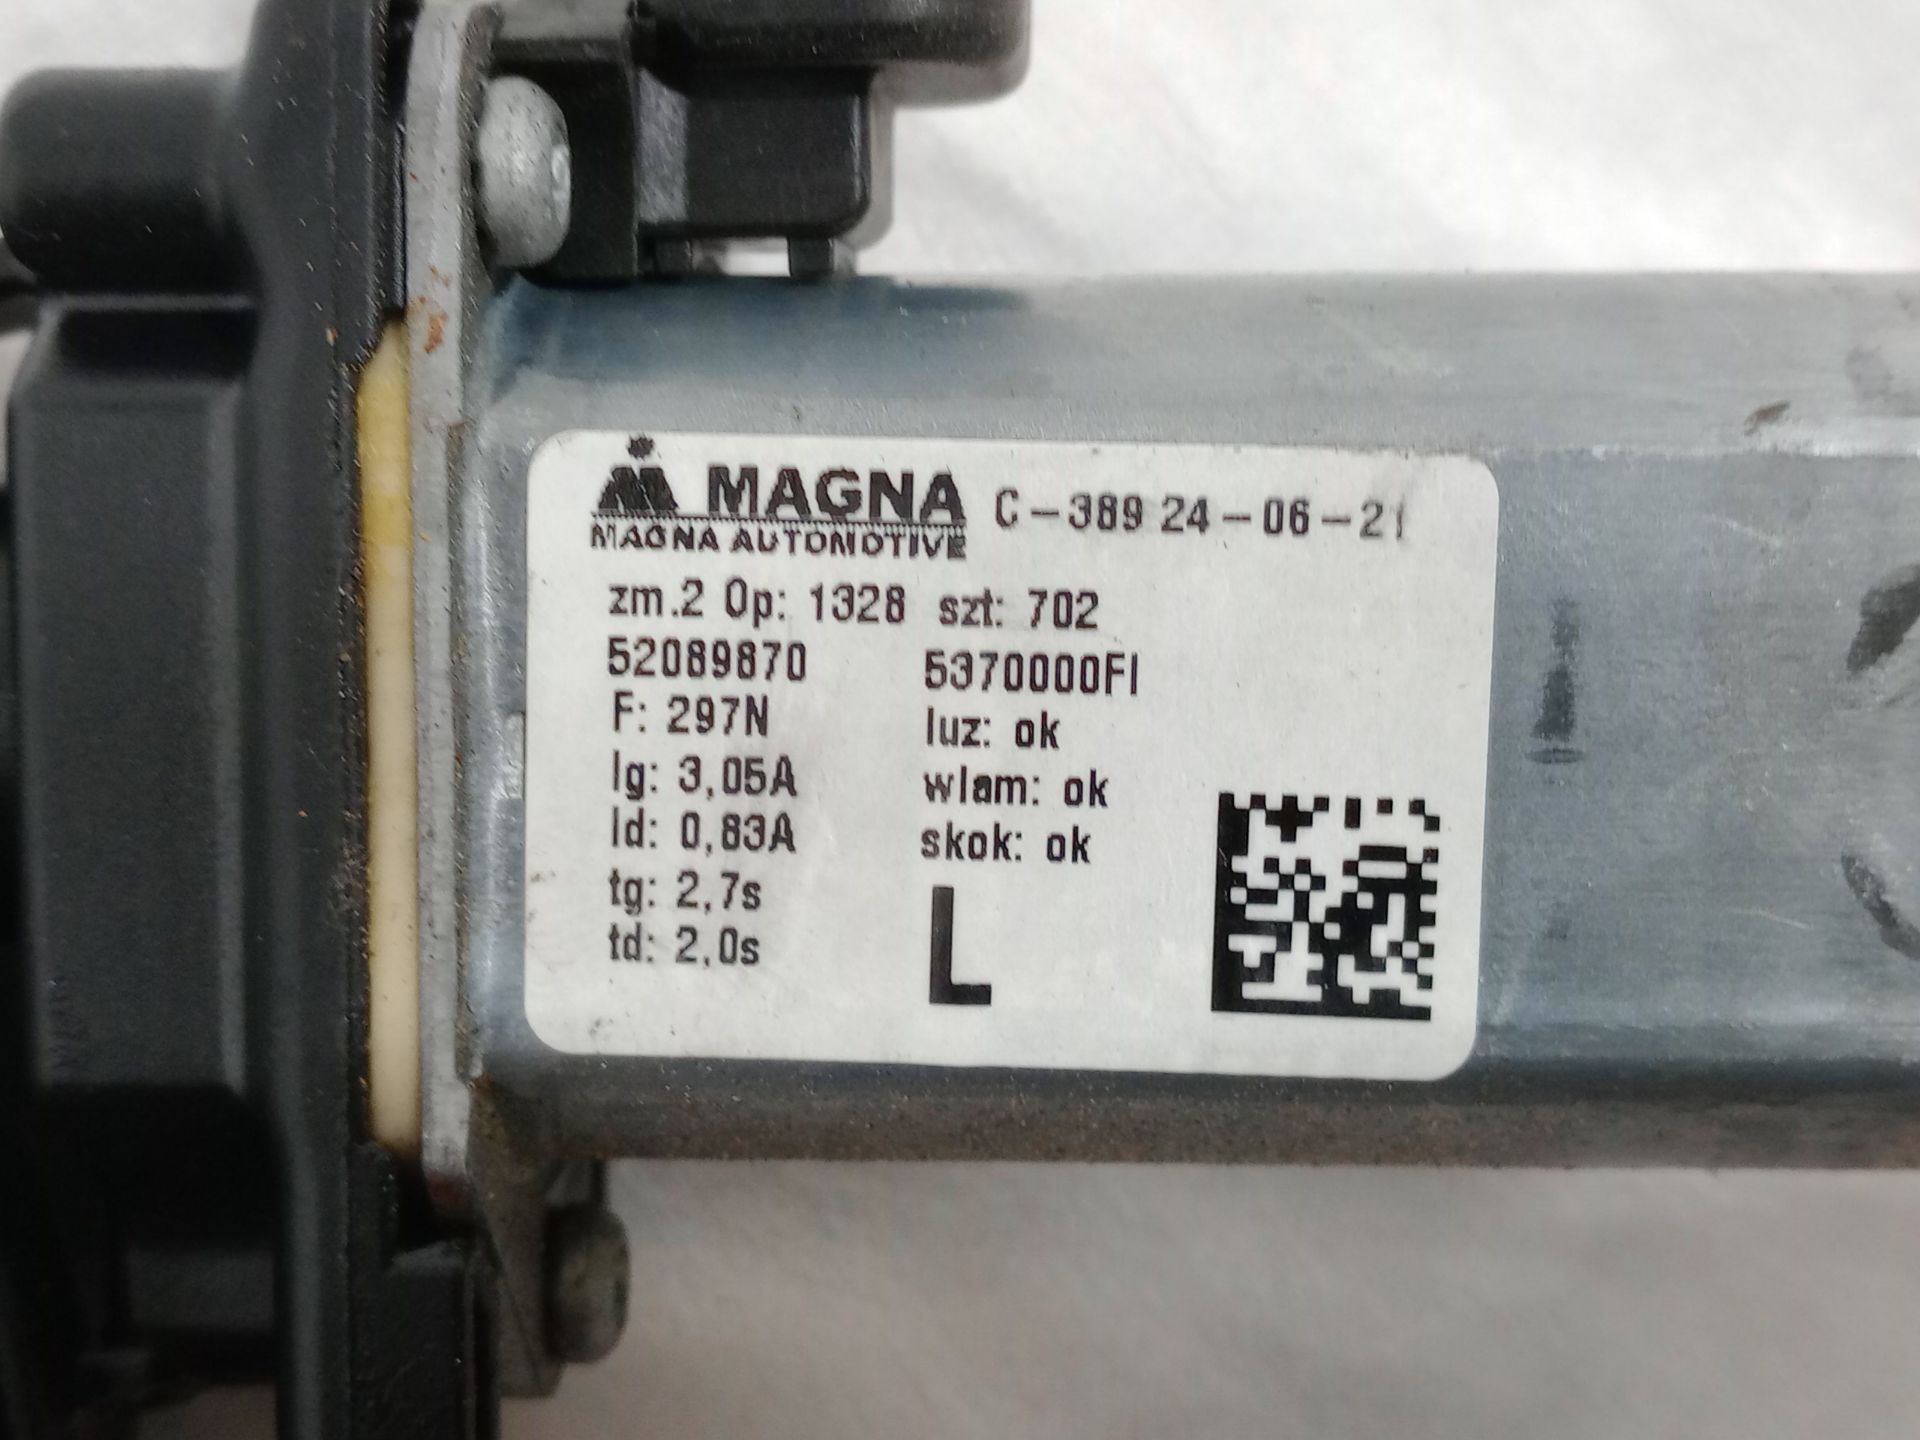 MAGNA C-389 24-06-21
MAGNA AUTOMOTIVE
zm.2 Op: 1328 szt: 702
52089870 5370000FI
F: 297N luz: ok
Ig: 3,05A wlam: ok
Id: 0,83A skok: ok
tg: 2,7s
td: 2,0s
L